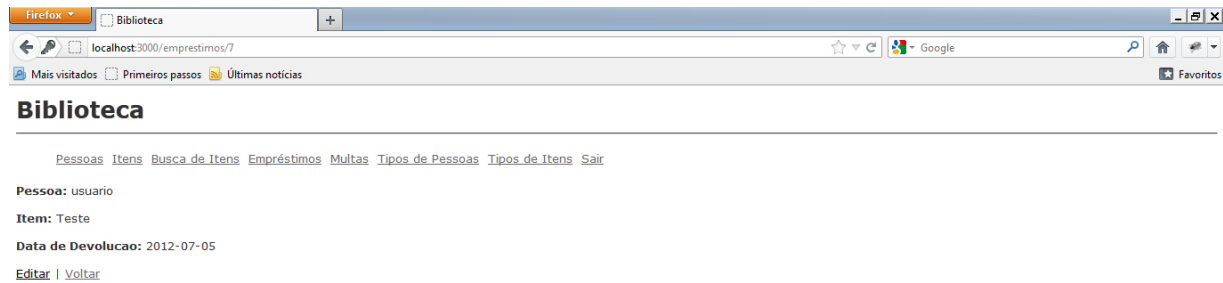 Firefox
Biblioteca
localhost:3000/emprestimos/7
Google
Mais visitados Primeiros passos Últimas notícias Favoritos
Biblioteca
Pessoas Itens Busca de Itens Empréstimos Multas Tipos de Pessoas Tipos de Itens Sair
Pessoa: usuario
Item: Teste
Data de Devolucao: 2012-07-05
Editar | Voltar